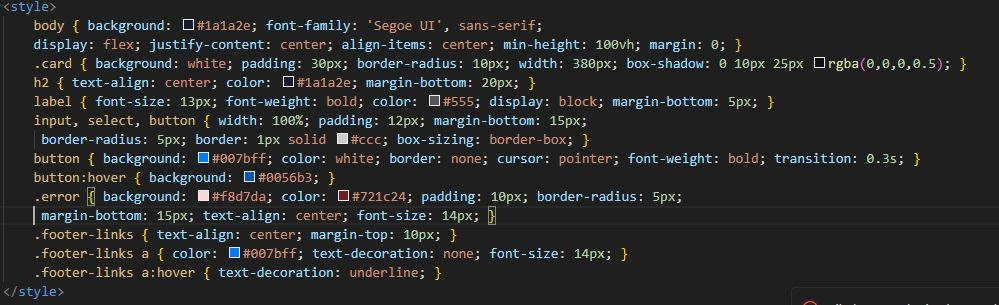 <style>
body { background: #1a1a2e; font-family: 'Segoe UI', sans-serif;
display: flex; justify-content: center; align-items: center; min-height: 100vh; margin: 0; }
.card { background: white; padding: 30px; border-radius: 10px; width: 380px; box-shadow: 0 10px 25px rgba(0,0,0,0.5); }
h2 { text-align: center; color: #1a1a2e; margin-bottom: 20px; }
label { font-size: 13px; font-weight: bold; color: #555; display: block; margin-bottom: 5px; }
input, select, button { width: 100%; padding: 12px; margin-bottom: 15px;
border-radius: 5px; border: 1px solid #ccc; box-sizing: border-box; }
button { background: #007bff; color: white; border: none; cursor: pointer; font-weight: bold; transition: 0.3s; }
button:hover { background: #0056b3; }
.error { background: #f8d7da; color: #721c24; padding: 10px; border-radius: 5px;
margin-bottom: 15px; text-align: center; font-size: 14px; }
.footer-links { text-align: center; margin-top: 10px; }
.footer-links a { color: #007bff; text-decoration: none; font-size: 14px; }
.footer-links a:hover { text-decoration: underline; }
</style>